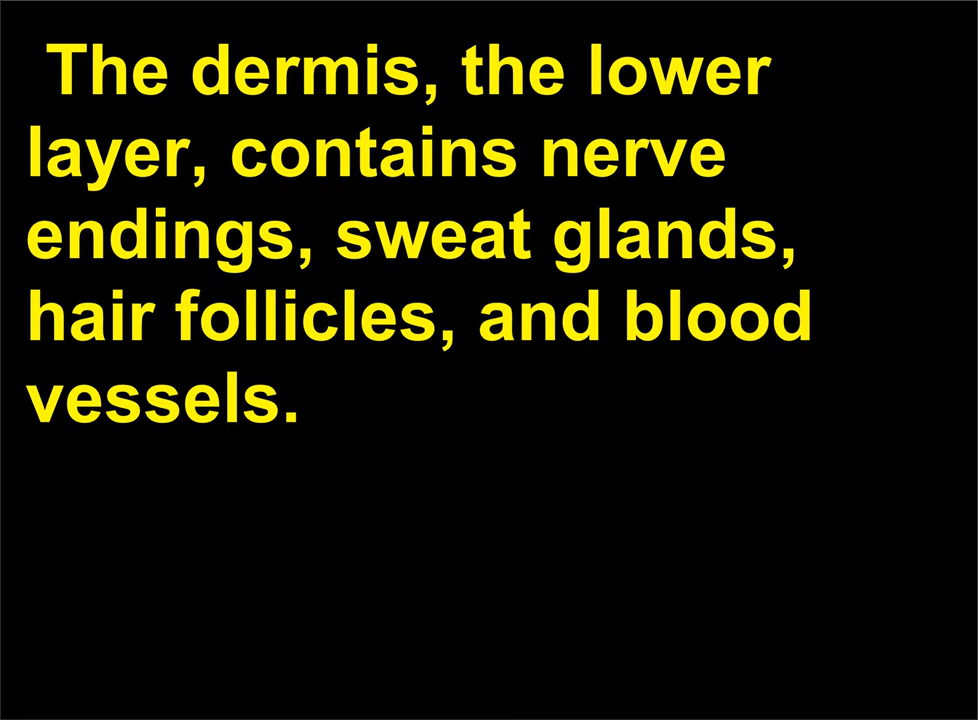 The dermis, the lower
layer, contains nerve
endings, sweat glands,
hair follicles, and blood
vessels.